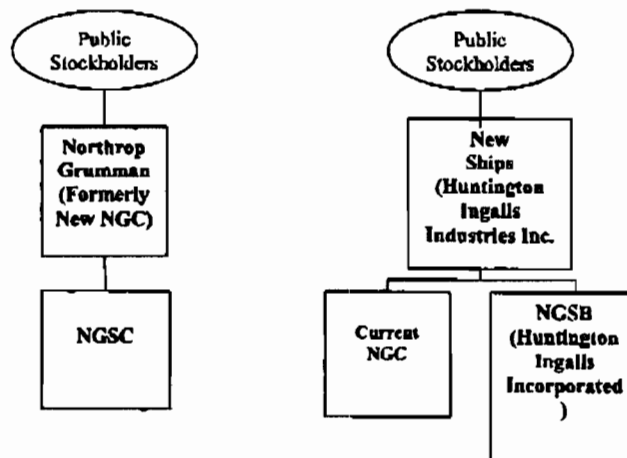 Public
Stockholders
Northrop
Grumman
(Formerly
New NGC)
NGSC
Public
Stockholders
New
Ships
(Huntington
Ingalls
Industries Inc.
Current
NGC
NGSB
(Huntington
Ingalls
Incorporated
)